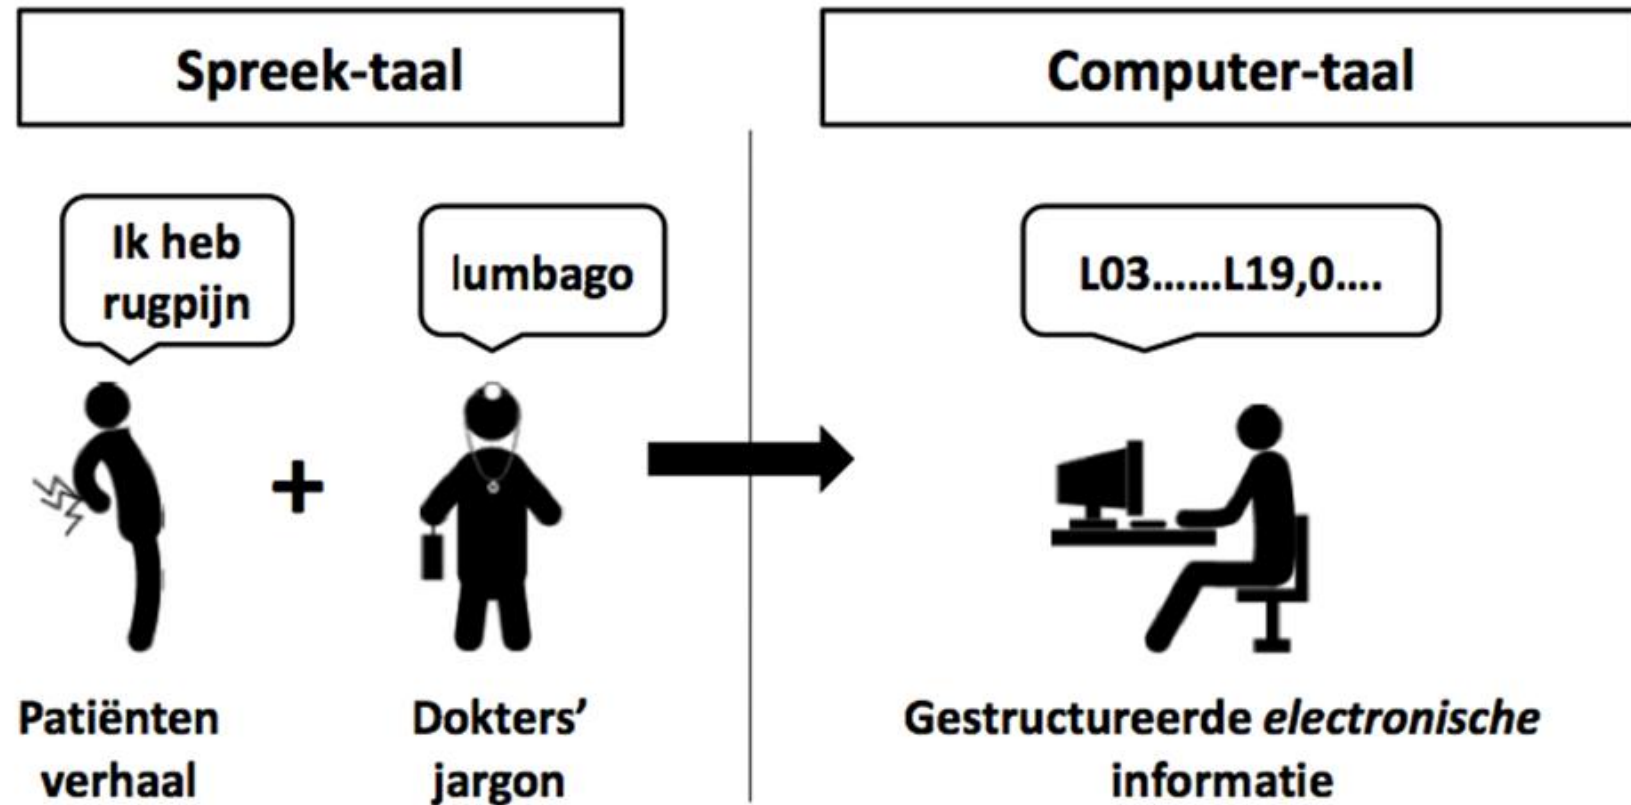 Spreek-taal
Computer-taal
Ik heb
rugpijn
lumbago
L03......L19,0....
Patiënten
verhaal
Dokters’
jargon
Gestructureerde electronische
informatie